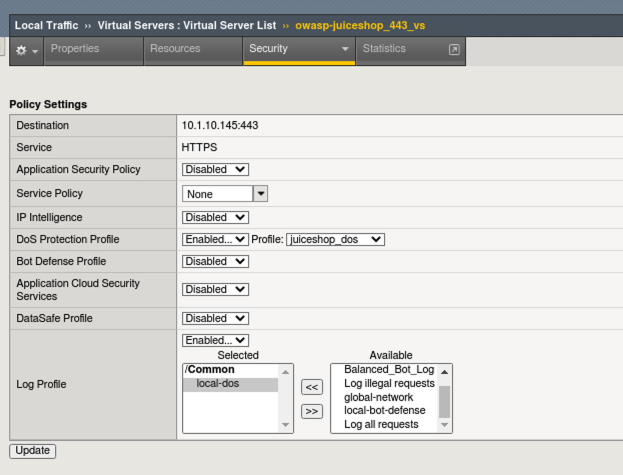 Local Traffic ›› Virtual Servers : Virtual Server List ›› owasp-juiceshop_443_vs
Properties Resources Security Statistics
Policy Settings
Destination 10.1.10.145:443
Service HTTPS
Application Security Policy Disabled
Service Policy None
IP Intelligence Disabled
DoS Protection Profile Enabled... Profile: juiceshop_dos
Bot Defense Profile Disabled
Application Cloud Security
Services Disabled
DataSafe Profile Disabled
Log Profile Enabled...
Selected Available
/Common Balanced_Bot_Log
local-dos << Log illegal requests
global-network
>> local-bot-defense
Log all requests
Update